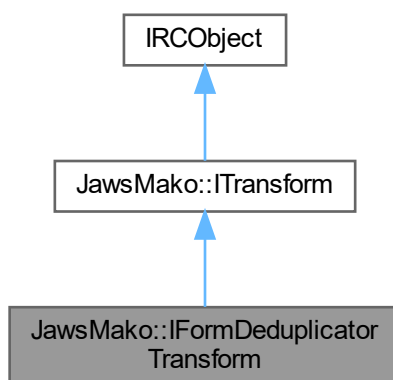 IRCObject
JawsMako::ITransform
JawsMako::IFormDeduplicator
Transform